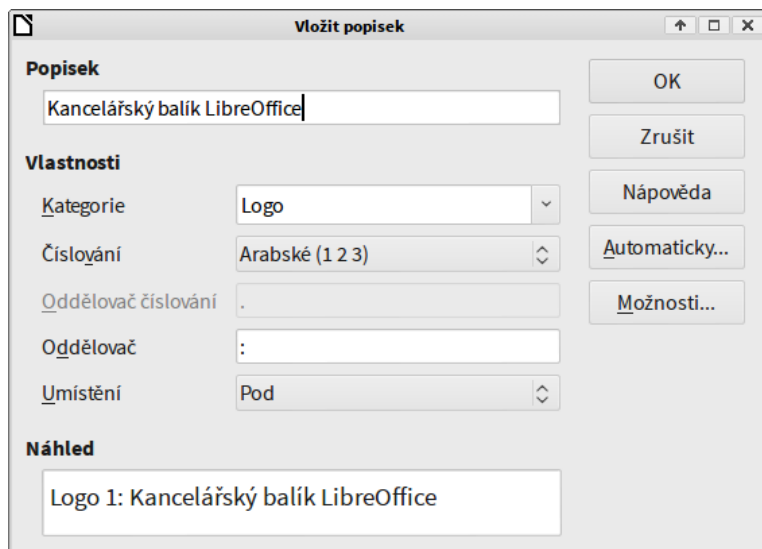 Vložit popisek
Popisek
Kancelářský balík LibreOffice
Vlastnosti
Kategorie Logo
Číslování Arabské (1 2 3)
Oddělovač číslování .
Oddělovač :
Umístění Pod
Náhled
Logo 1: Kancelářský balík LibreOffice
OK
Zrušit
Nápověda
Automaticky...
Možnosti...